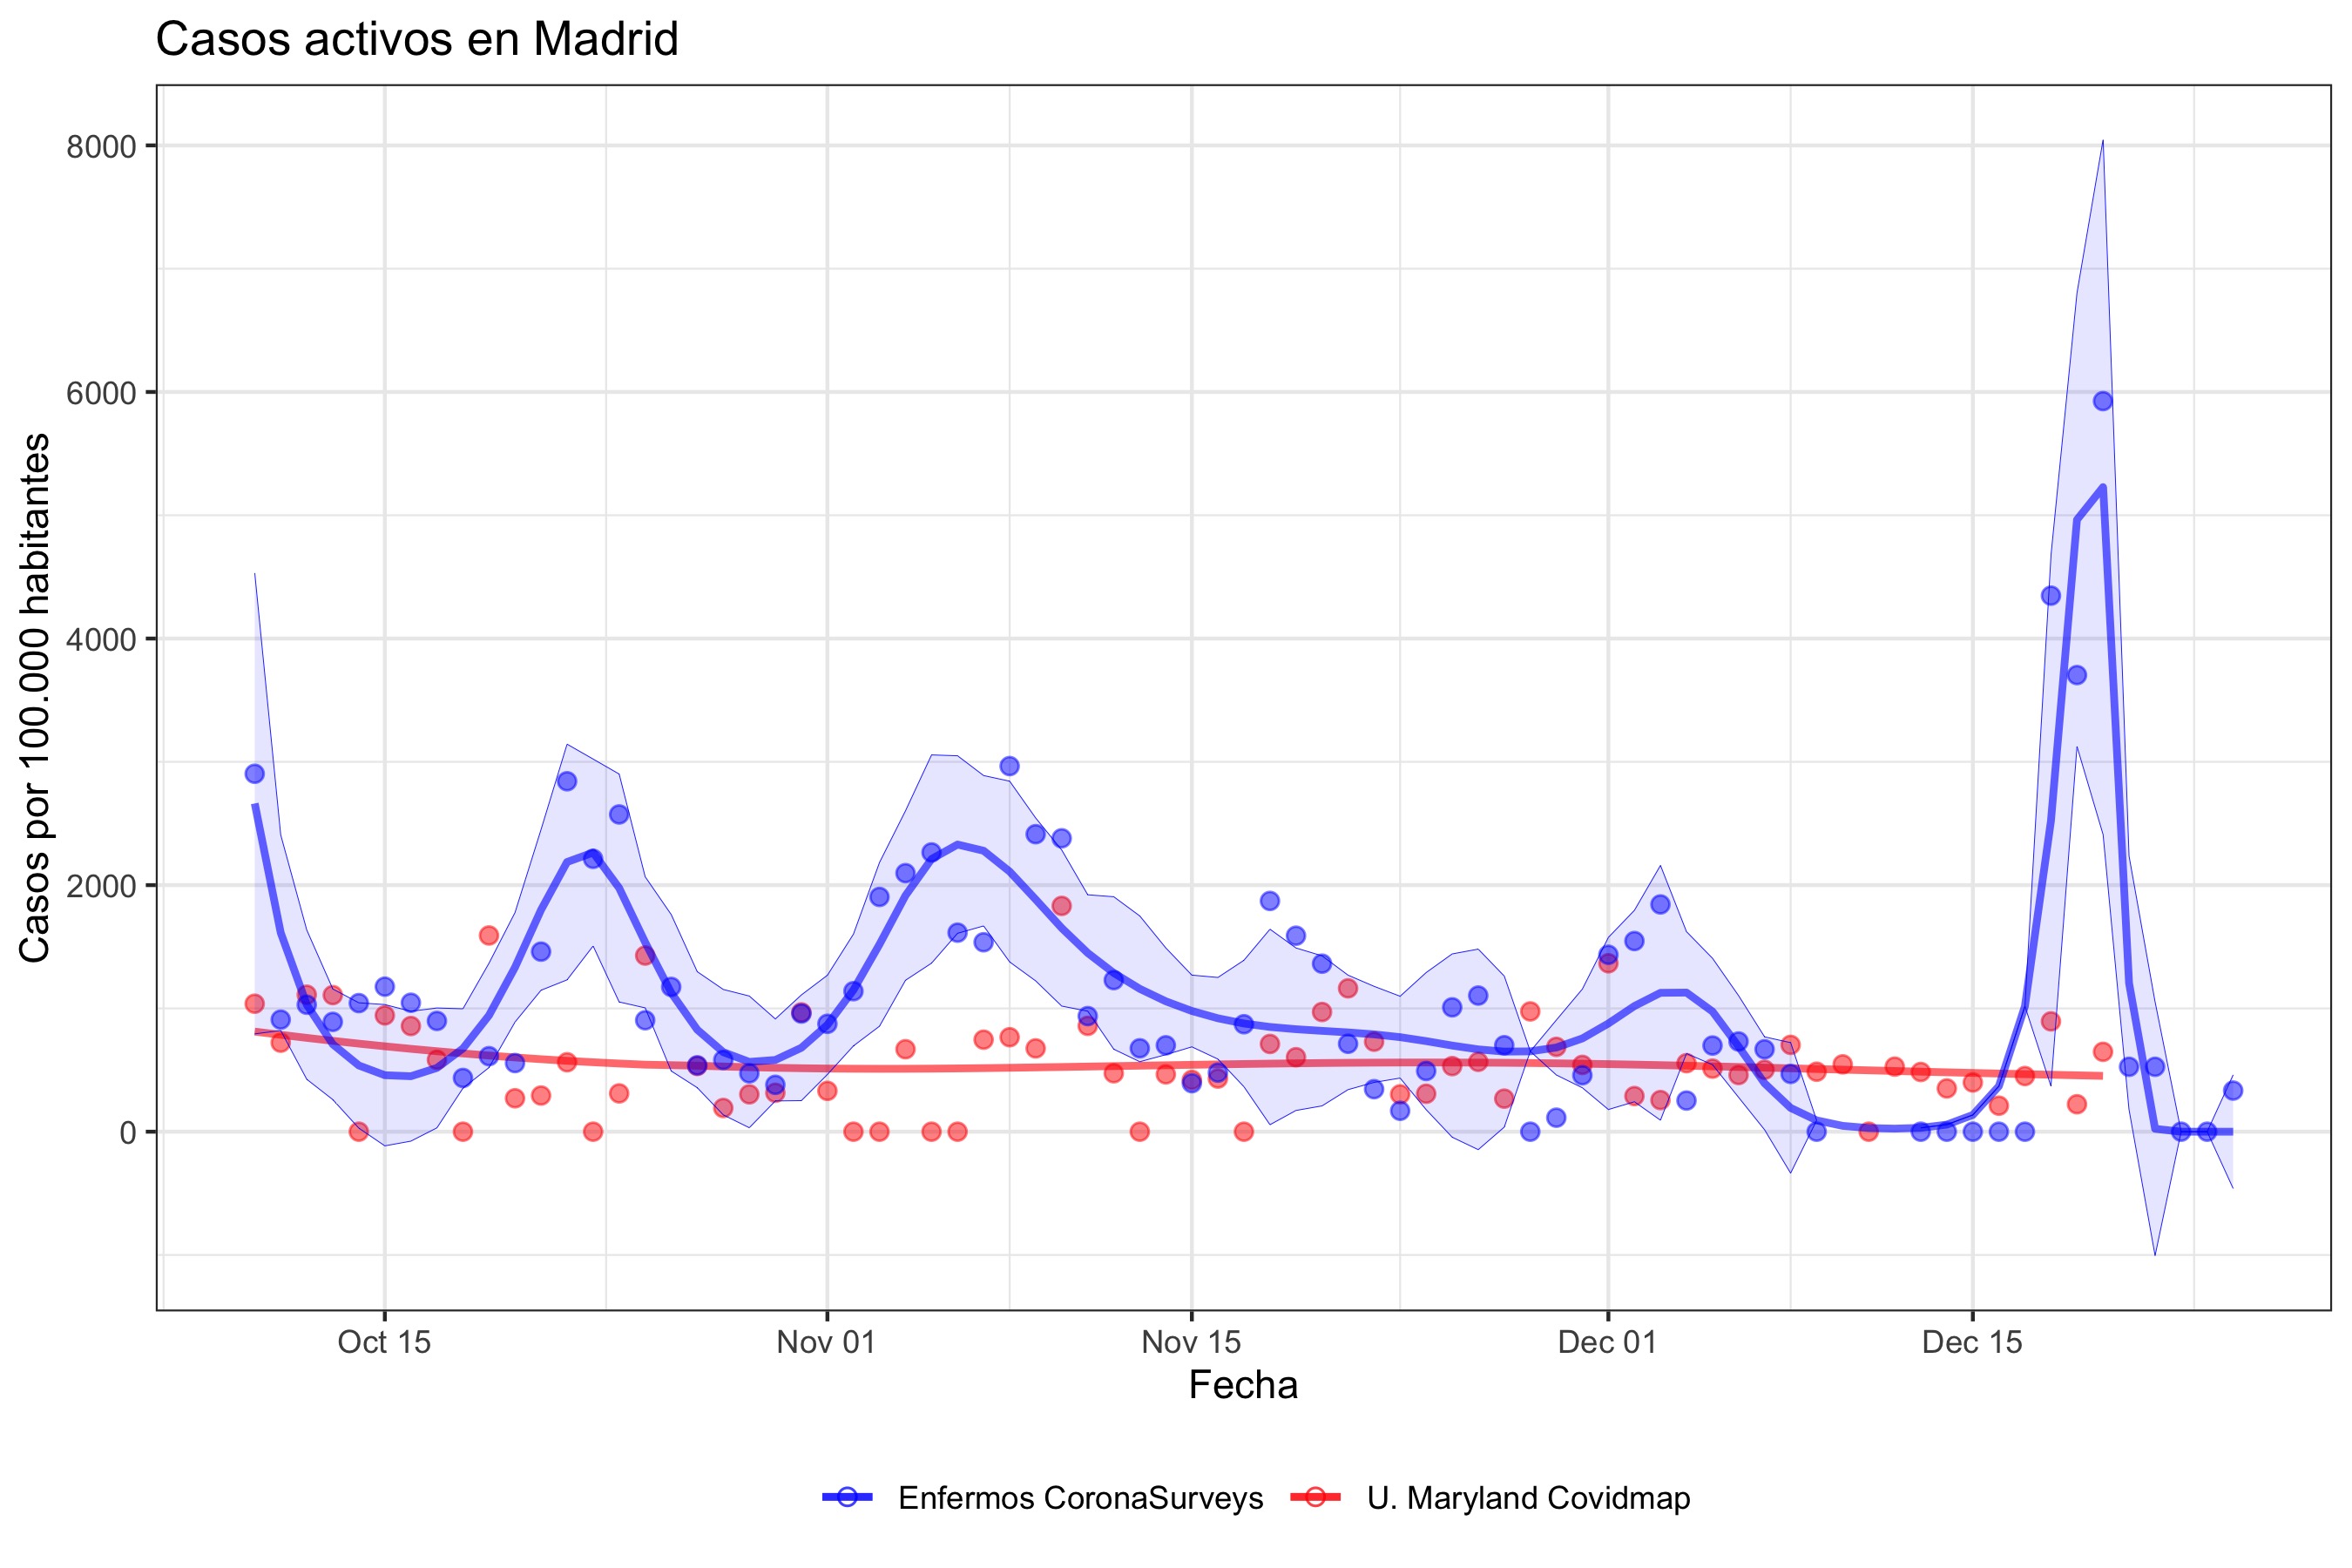 Casos activos en Madrid
Casos por 100.000 habitantes
8000
6000
4000
2000
0
Oct 15
Nov 01
Nov 15
Dec 01
Dec 15
Fecha
Enfermos CoronaSurveys
U. Maryland Covidmap